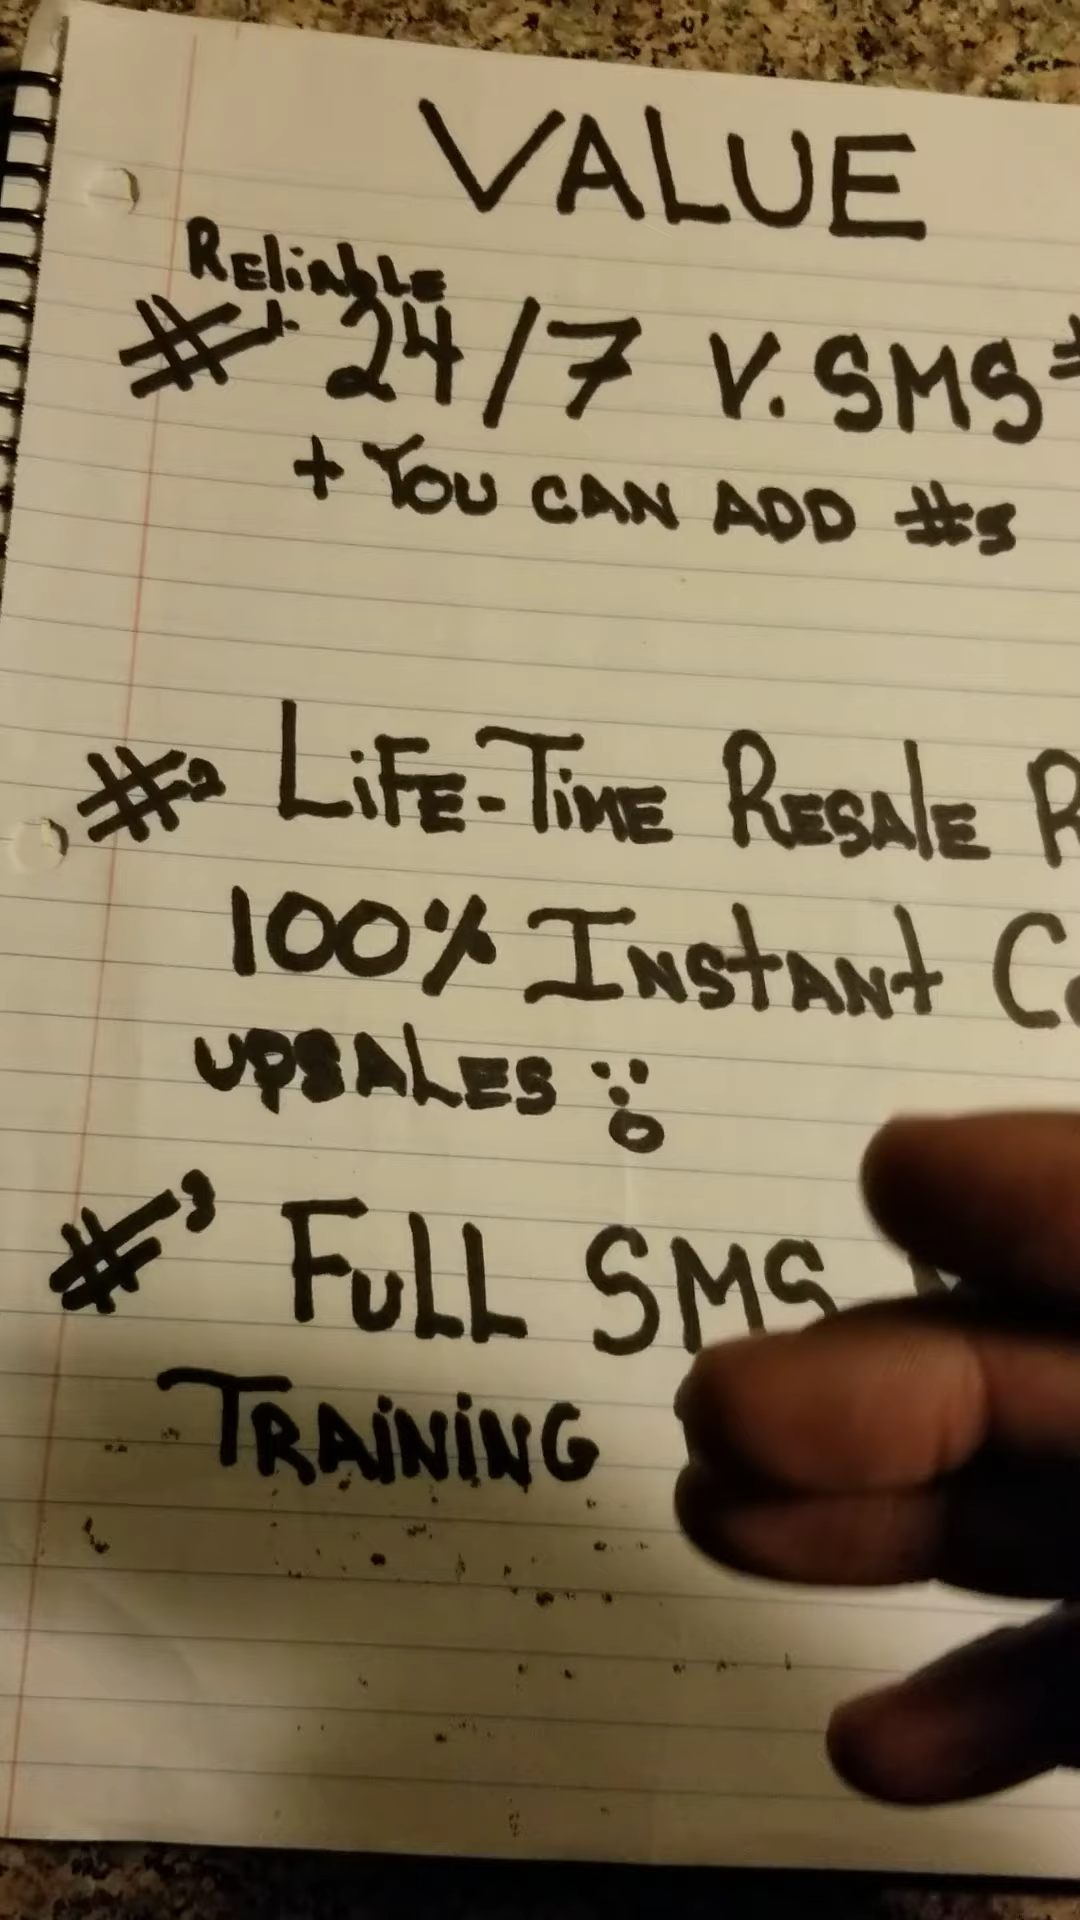 VALUE
Reliable
#1. 24/7 V. SMS #
+ You CAN ADD #s
#2 LiFE-TiME RESAlE R
100% INstANt C
UPSALES
#3 FuLL SMS
TRAiNiNG